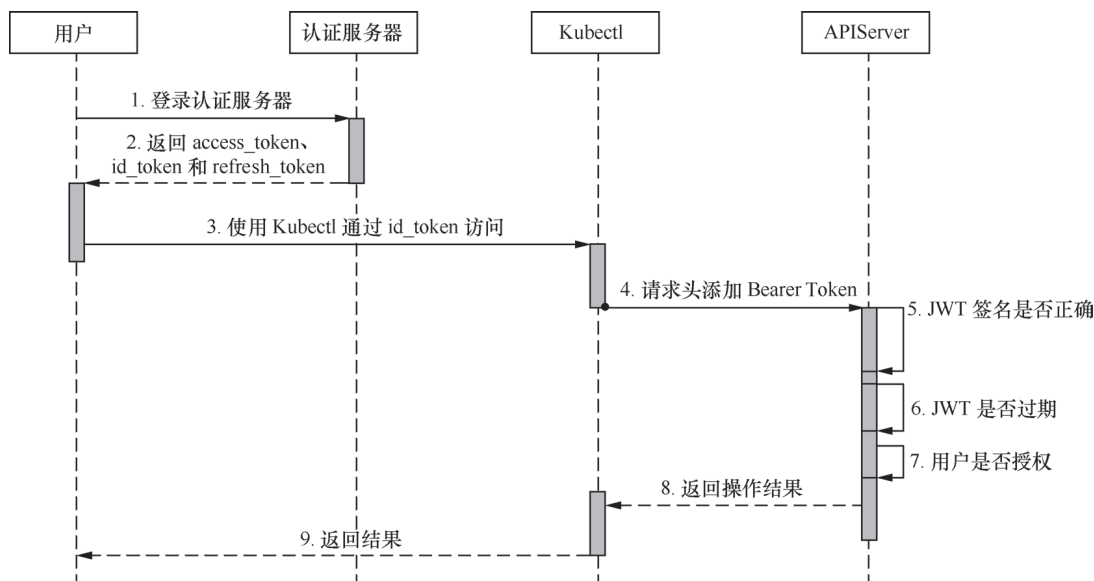 用户
认证服务器
Kubectl
APIServer
1. 登录认证服务器
2. 返回 access_token、
id_token 和 refresh_token
3. 使用 Kubectl 通过 id_token 访问
4. 请求头添加 Bearer Token
5. JWT 签名是否正确
6. JWT 是否过期
7. 用户是否授权
8. 返回操作结果
9. 返回结果